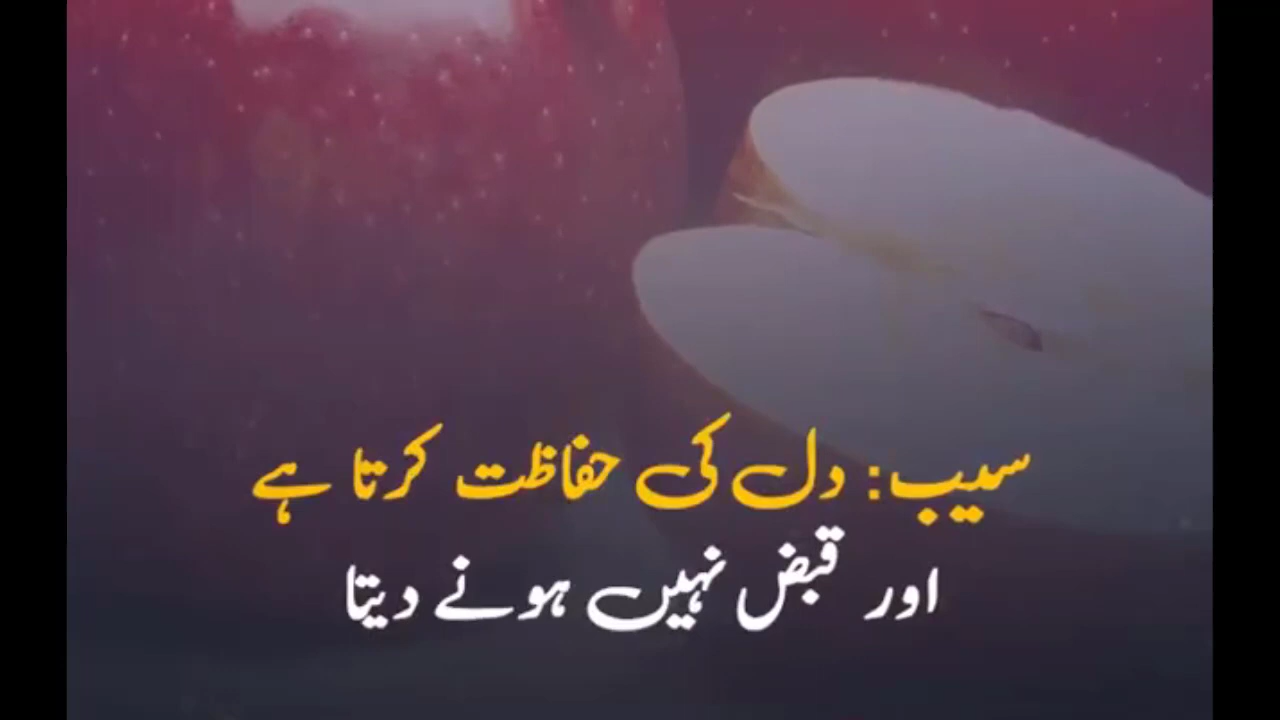 سیب: دل کی حفاظت کرتا ہے
اور قبض نہیں ہونے دیتا